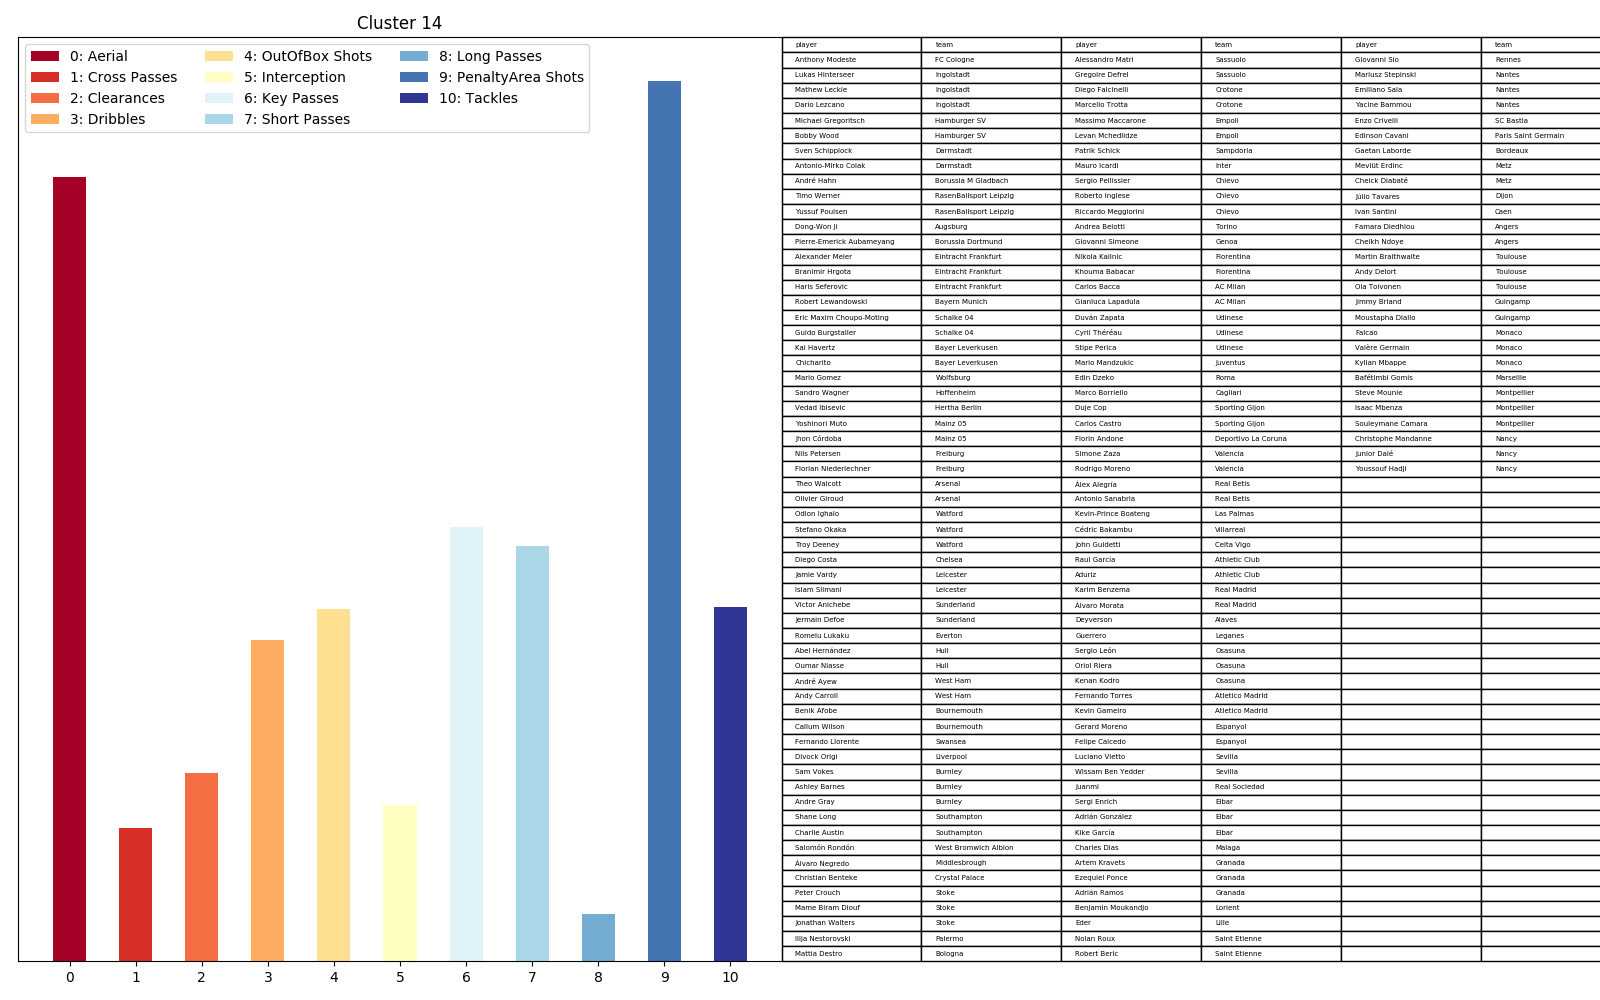 Cluster 14
0: Aerial 4: OutOfBox Shots 8: Long Passes
1: Cross Passes 5: Interception 9: PenaltyArea Shots
2: Clearances 6: Key Passes 10: Tackles
3: Dribbles 7: Short Passes
0 1 2 3 4 5 6 7 8 9 10
player team player team player team
Anthony Modeste FC Cologne Alessandro Matri Sassuolo Giovanni Sio Rennes
Lukas Hinterseer Ingolstadt Gregoire Defrel Sassuolo Mariusz Stepinski Nantes
Mathew Leckie Ingolstadt Diego Falcinelli Crotone Emiliano Sala Nantes
Darío Lezcano Ingolstadt Marcello Trotta Crotone Yacine Bammou Nantes
Michael Gregoritsch Hamburger SV Massimo Maccarone Empoli Enzo Crivelli SC Bastia
Bobby Wood Hamburger SV Levan Mchedlidze Empoli Edinson Cavani Paris Saint Germain
Sven Schipplock Darmstadt Patrik Schick Sampdoria Gaetan Laborde Bordeaux
Antonio-Mirko Colak Darmstadt Mauro Icardi Inter Mevlüt Erdinc Metz
André Hahn Borussia M Gladbach Sergio Pellissier Chievo Cheick Diabaté Metz
Timo Werner RasenBallsport Leipzig Roberto Inglese Chievo Júlio Tavares Dijon
Yussuf Poulsen RasenBallsport Leipzig Riccardo Meggiorini Chievo Ivan Santini Caen
Dong-Won Ji Augsburg Andrea Belotti Torino Famara Diedhiou Angers
Pierre-Emerick Aubameyang Borussia Dortmund Giovanni Simeone Genoa Cheikh Ndoye Angers
Alexander Meier Eintracht Frankfurt Nikola Kalinic Fiorentina Martin Braithwaite Toulouse
Branimir Hrgota Eintracht Frankfurt Khouma Babacar Fiorentina Andy Delort Toulouse
Haris Seferovic Eintracht Frankfurt Carlos Bacca AC Milan Ola Toivonen Toulouse
Robert Lewandowski Bayern Munich Gianluca Lapadula AC Milan Jimmy Briand Guingamp
Eric Maxim Choupo-Moting Schalke 04 Duván Zapata Udinese Moustapha Diallo Guingamp
Guido Burgstaller Schalke 04 Cyril Théréau Udinese Falcao Monaco
Kai Havertz Bayer Leverkusen Stipe Perica Udinese Valère Germain Monaco
Chicharito Bayer Leverkusen Mario Mandzukic Juventus Kylian Mbappe Monaco
Mario Gomez Wolfsburg Edin Dzeko Roma Bafétimbi Gomis Marseille
Sandro Wagner Hoffenheim Marco Borriello Cagliari Steve Mounie Montpellier
Vedad Ibisevic Hertha Berlin Duje Cop Sporting Gijon Isaac Mbenza Montpellier
Yoshinori Muto Mainz 05 Carlos Castro Sporting Gijon Souleymane Camara Montpellier
Jhon Córdoba Mainz 05 Florin Andone Deportivo La Coruna Christophe Mandanne Nancy
Nils Petersen Freiburg Simone Zaza Valencia Junior Dalé Nancy
Florian Niederlechner Freiburg Rodrigo Moreno Valencia Youssouf Hadji Nancy
Theo Walcott Arsenal Álex Alegría Real Betis
Olivier Giroud Arsenal Antonio Sanabria Real Betis
Odion Ighalo Watford Kevin-Prince Boateng Las Palmas
Stefano Okaka Watford Cédric Bakambu Villarreal
Troy Deeney Watford John Guidetti Celta Vigo
Diego Costa Chelsea Raul García Athletic Club
Jamie Vardy Leicester Aduriz Athletic Club
Islam Slimani Leicester Karim Benzema Real Madrid
Victor Anichebe Sunderland Álvaro Morata Real Madrid
Jermain Defoe Sunderland Deyverson Alaves
Romelu Lukaku Everton Guerrero Leganes
Abel Hernández Hull Sergio León Osasuna
Oumar Niasse Hull Oriol Riera Osasuna
André Ayew West Ham Kenan Kodro Osasuna
Andy Carroll West Ham Fernando Torres Atletico Madrid
Benik Afobe Bournemouth Kevin Gameiro Atletico Madrid
Callum Wilson Bournemouth Gerard Moreno Espanyol
Fernando Llorente Swansea Felipe Caicedo Espanyol
Divock Origi Liverpool Luciano Vietto Sevilla
Sam Vokes Burnley Wissam Ben Yedder Sevilla
Ashley Barnes Burnley Juanmi Real Sociedad
Andre Gray Burnley Sergi Enrich Eibar
Shane Long Southampton Adrián González Eibar
Charlie Austin Southampton Kike García Eibar
Salomón Rondón West Bromwich Albion Charles Dias Malaga
Álvaro Negredo Middlesbrough Artem Kravets Granada
Christian Benteke Crystal Palace Ezequiel Ponce Granada
Peter Crouch Stoke Adrián Ramos Granada
Mame Biram Diouf Stoke Benjamin Moukandjo Lorient
Jonathan Walters Stoke Eder Lille
Ilija Nestorovski Palermo Nolan Roux Saint Etienne
Mattia Destro Bologna Robert Beric Saint Etienne